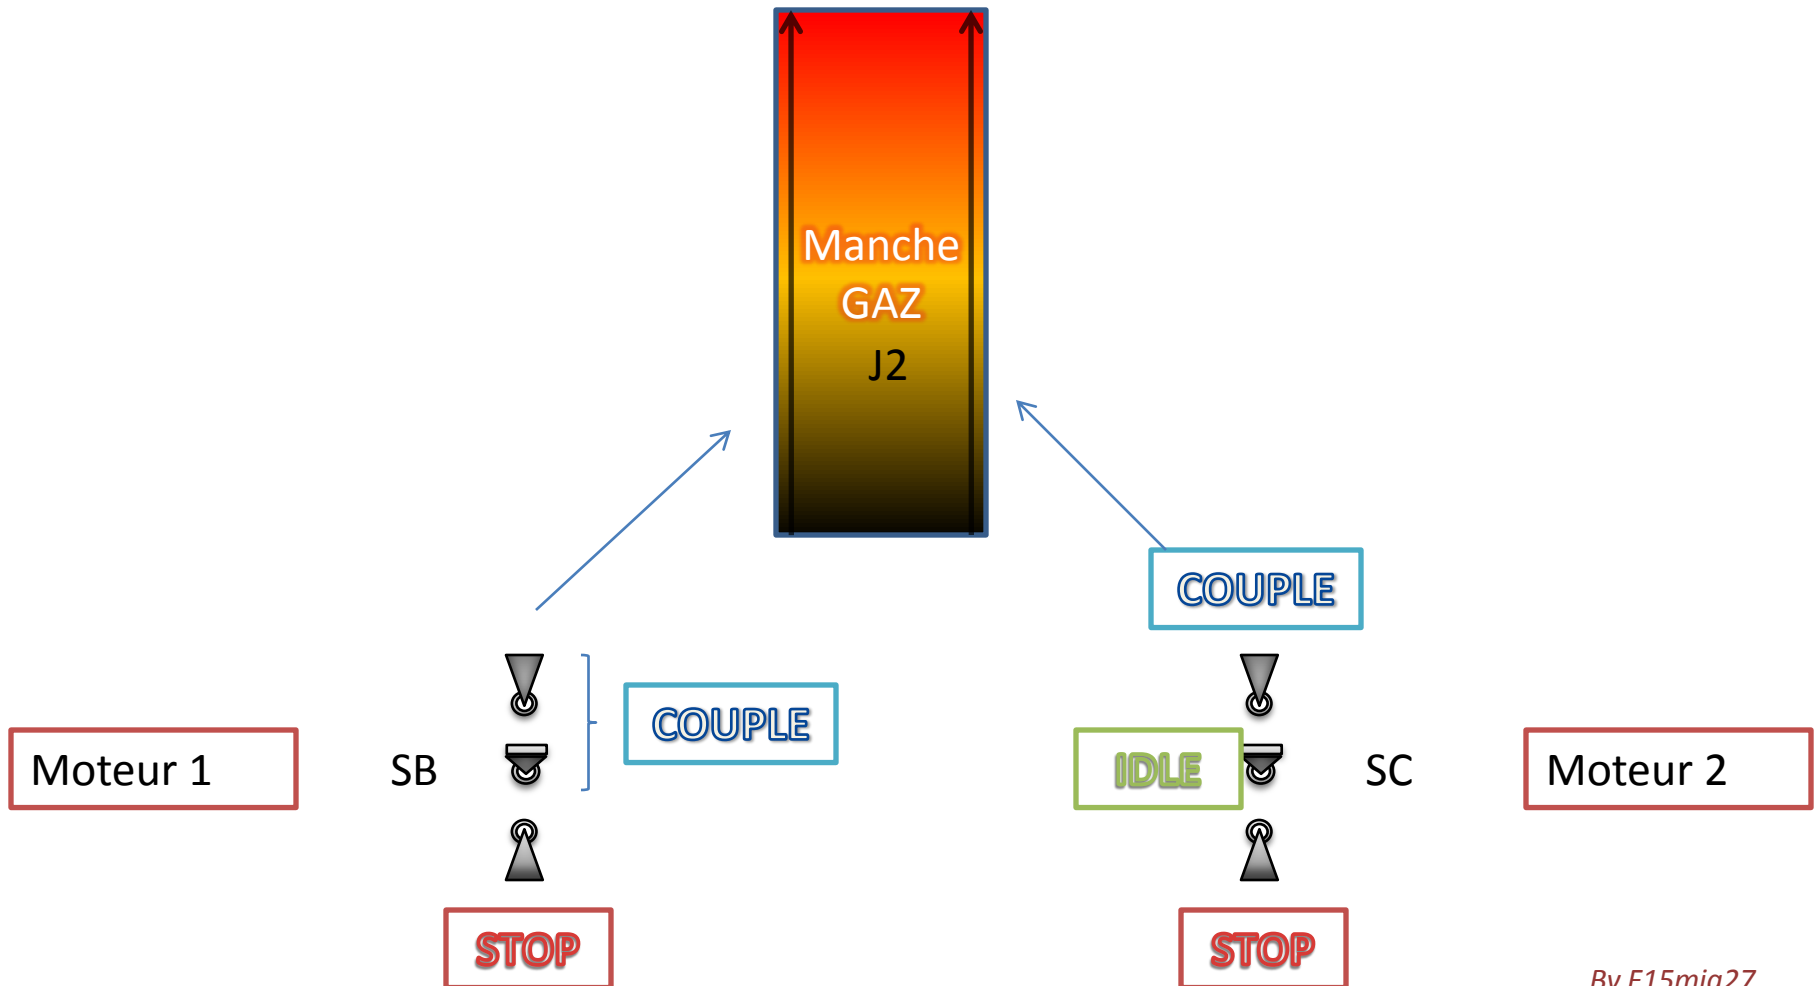 Manche
GAZ
J2
COUPLE
COUPLE
Moteur 1
SB
IDLE
SC
Moteur 2
STOP
STOP
By F15mig27